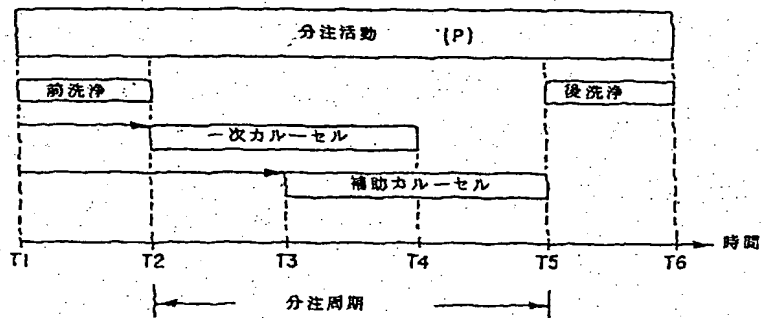 分注活動 (P)
前洗浄
後洗浄
一次カルーセル
補助カルーセル
時間
T1 T2 T3 T4 T5 T6
分注周期